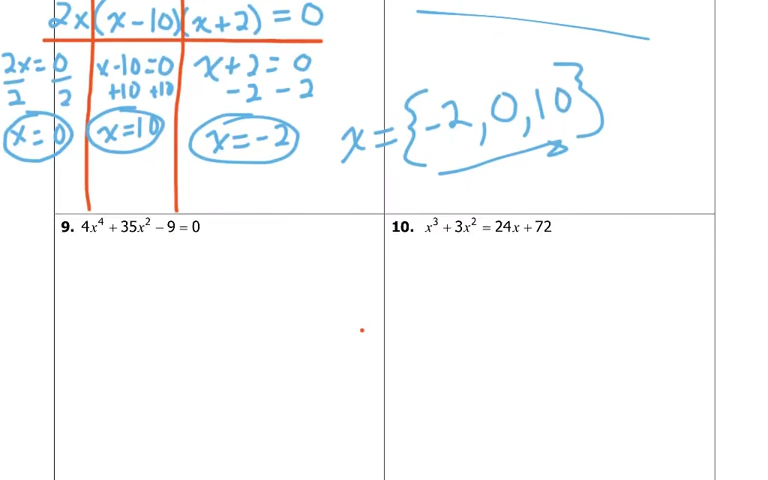 2x(x-10)(x+2)=0
2x=0 x-10=0 x+2=0
2 2 +10 +10 -2 -2
x=0 x=10 x=-2 x={-2,0,10}
9. 4x⁴ + 35x² − 9 = 0 10. x³ + 3x² = 24x + 72